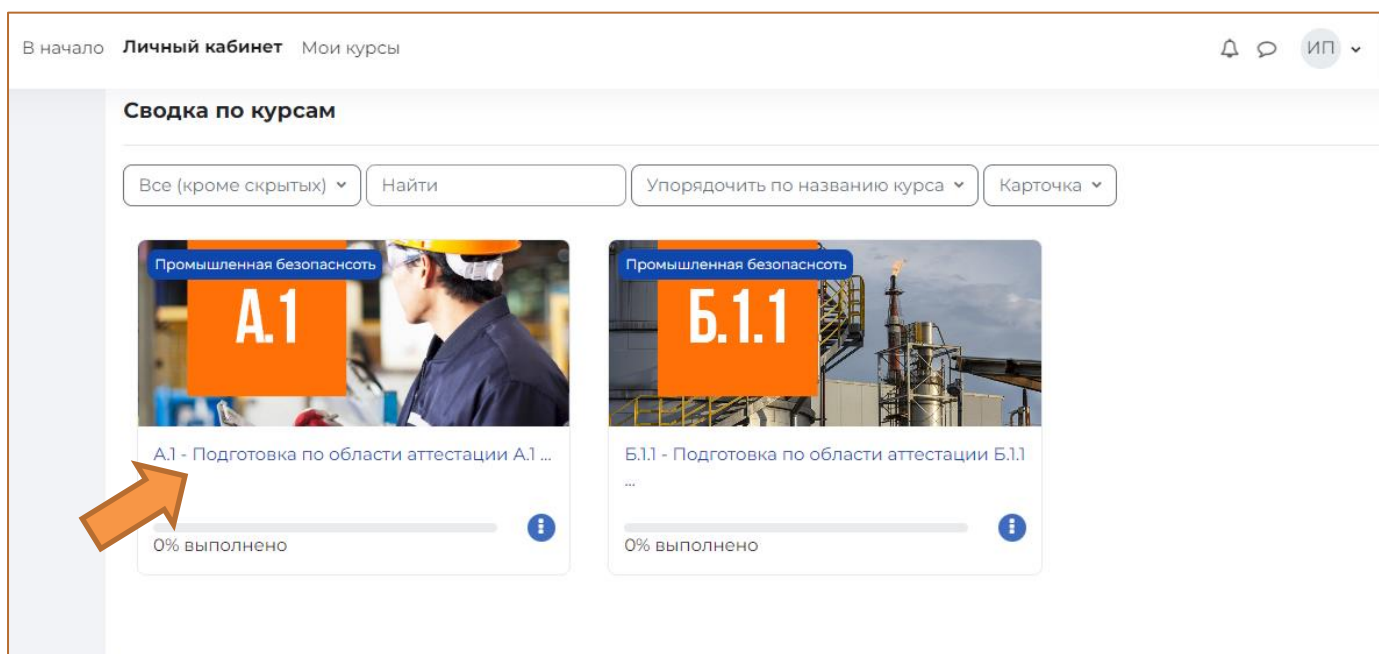 В начало Личный кабинет Мои курсы ИП
Сводка по курсам
Все (кроме скрытых) Найти Упорядочить по названию курса Карточка
Промышленная безопаснсоть
А.1
Промышленная безопаснсоть
Б.1.1
А.1 - Подготовка по области аттестации А.1 ...
0% выполнено
Б.1.1 - Подготовка по области аттестации Б.1.1
...
0% выполнено